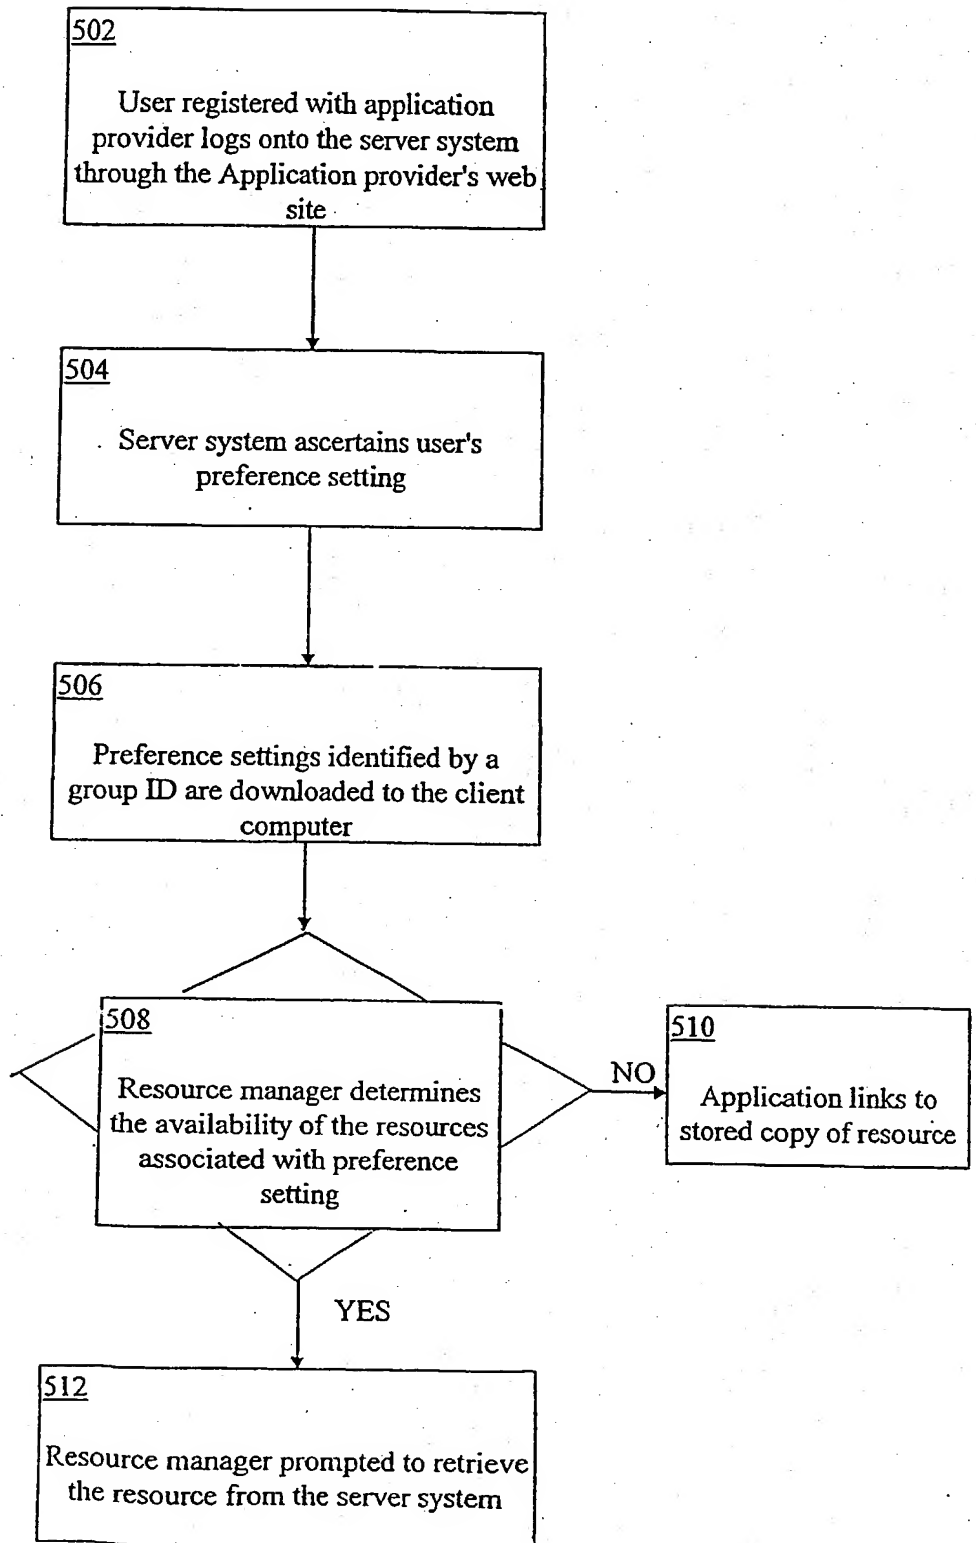 502
User registered with application
provider logs onto the server system
through the Application provider's web
site
504
Server system ascertains user's
preference setting
506
Preference settings identified by a
group ID are downloaded to the client
computer
508
Resource manager determines
the availability of the resources
associated with preference
setting
NO
510
Application links to
stored copy of resource
YES
512
Resource manager prompted to retrieve
the resource from the server system